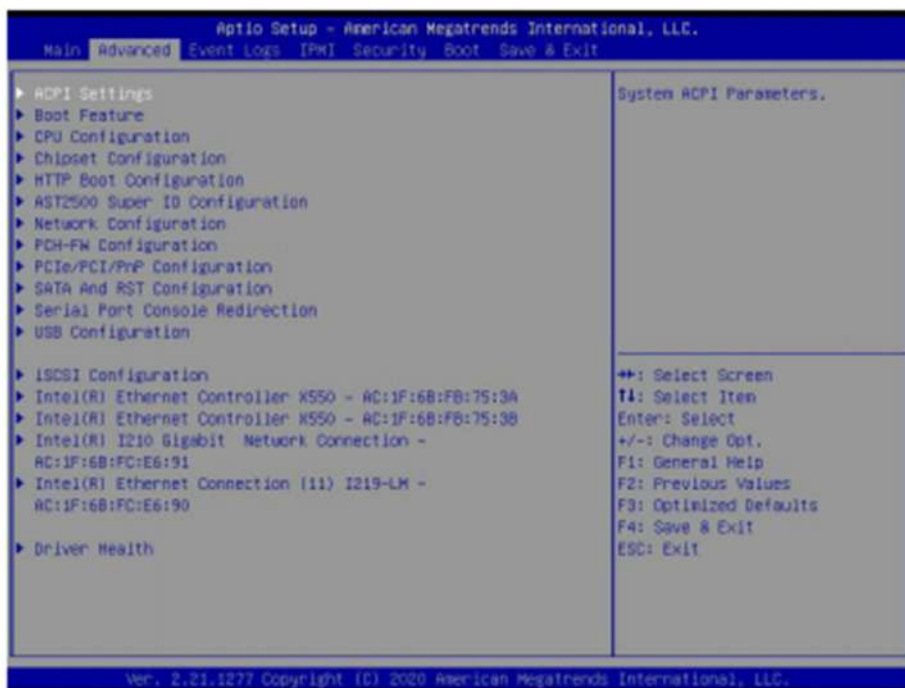 Aptio Setup - American Megatrends International, LLC.
Main Advanced Event Logs IPMI Security Boot Save & Exit
ACPI Settings
Boot Feature
CPU Configuration
Chipset Configuration
HTTP Boot Configuration
AST2500 Super IO Configuration
Network Configuration
PCH-FW Configuration
PCIe/PCI/PnP Configuration
SATA And RST Configuration
Serial Port Console Redirection
USB Configuration
iSCSI Configuration
Intel(R) Ethernet Controller X550 - AC:1F:6B:FB:75:3A
Intel(R) Ethernet Controller X550 - AC:1F:6B:FB:75:3B
Intel(R) I210 Gigabit  Network Connection -
AC:1F:6B:FC:E6:91
Intel(R) Ethernet Connection (11) I219-LM -
AC:1F:6B:FC:E6:90
Driver Health
System ACPI Parameters.
→←: Select Screen
↑↓: Select Item
Enter: Select
+/-: Change Opt.
F1: General Help
F2: Previous Values
F3: Optimized Defaults
F4: Save & Exit
ESC: Exit
Ver. 2.21.1277 Copyright (C) 2020 American Megatrends International, LLC.